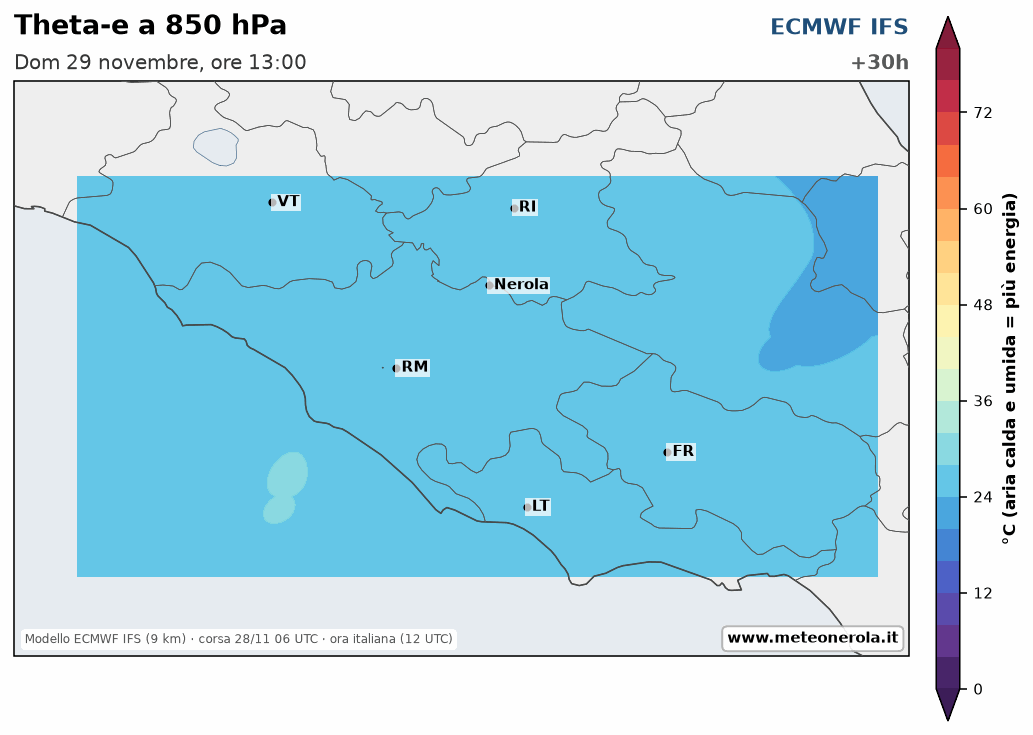 Theta-e a 850 hPa
ECMWF IFS
Dom 29 novembre, ore 13:00
+30h
VT
RI
Nerola
RM
FR
LT
72
60
48
36
24
12
0
°C (aria calda e umida = più energia)
Modello ECMWF IFS (9 km) · corsa 28/11 06 UTC · ora italiana (12 UTC)
www.meteonerola.it